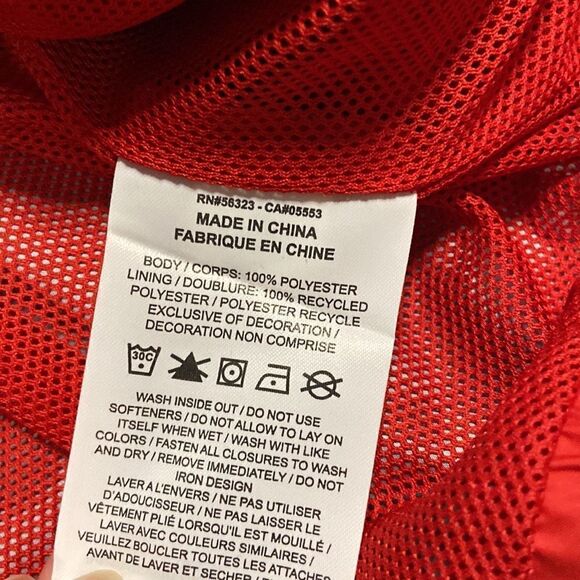 RN#56323 - CA#05553
MADE IN CHINA
FABRIQUE EN CHINE
BODY / CORPS: 100% POLYESTER
LINING / DOUBLURE: 100% RECYCLED
POLYESTER / POLYESTER RECYCLE
EXCLUSIVE OF DECORATION /
DECORATION NON COMPRISE
30C
WASH INSIDE OUT / DO NOT USE
SOFTENERS / DO NOT ALLOW TO LAY ON
ITSELF WHEN WET / WASH WITH LIKE
COLORS / FASTEN ALL CLOSURES TO WASH
AND DRY / REMOVE IMMEDIATELY / DO NOT
IRON DESIGN
LAVER A L'ENVERS / NE PAS UTILISER
D'ADOUCISSEUR / NE PAS LAISSER LE
VÊTEMENT PLIÉ LORSQU'IL EST MOUILLÉ /
LAVER AVEC COULEURS SIMILAIRES /
VEUILLEZ BOUCLER TOUTES LES ATTACHES
AVANT DE LAVER ET SECHER /